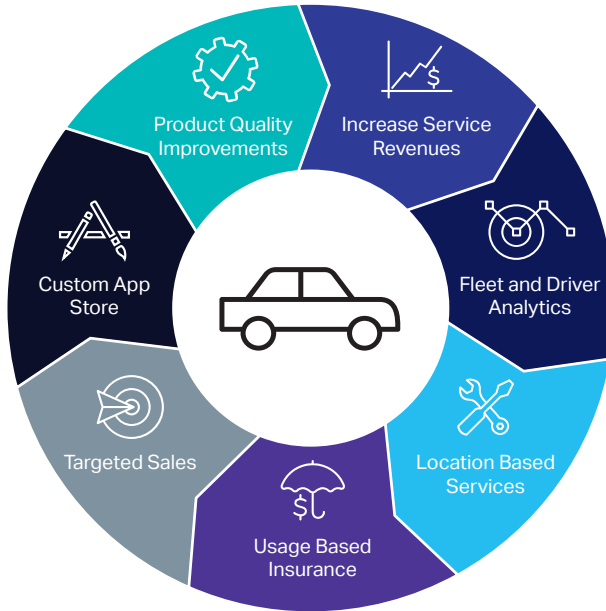 Product Quality
Improvements
Increase Service
Revenues
Fleet and Driver
Analytics
Location Based
Services
Usage Based
Insurance
Targeted Sales
Custom App
Store
$
$